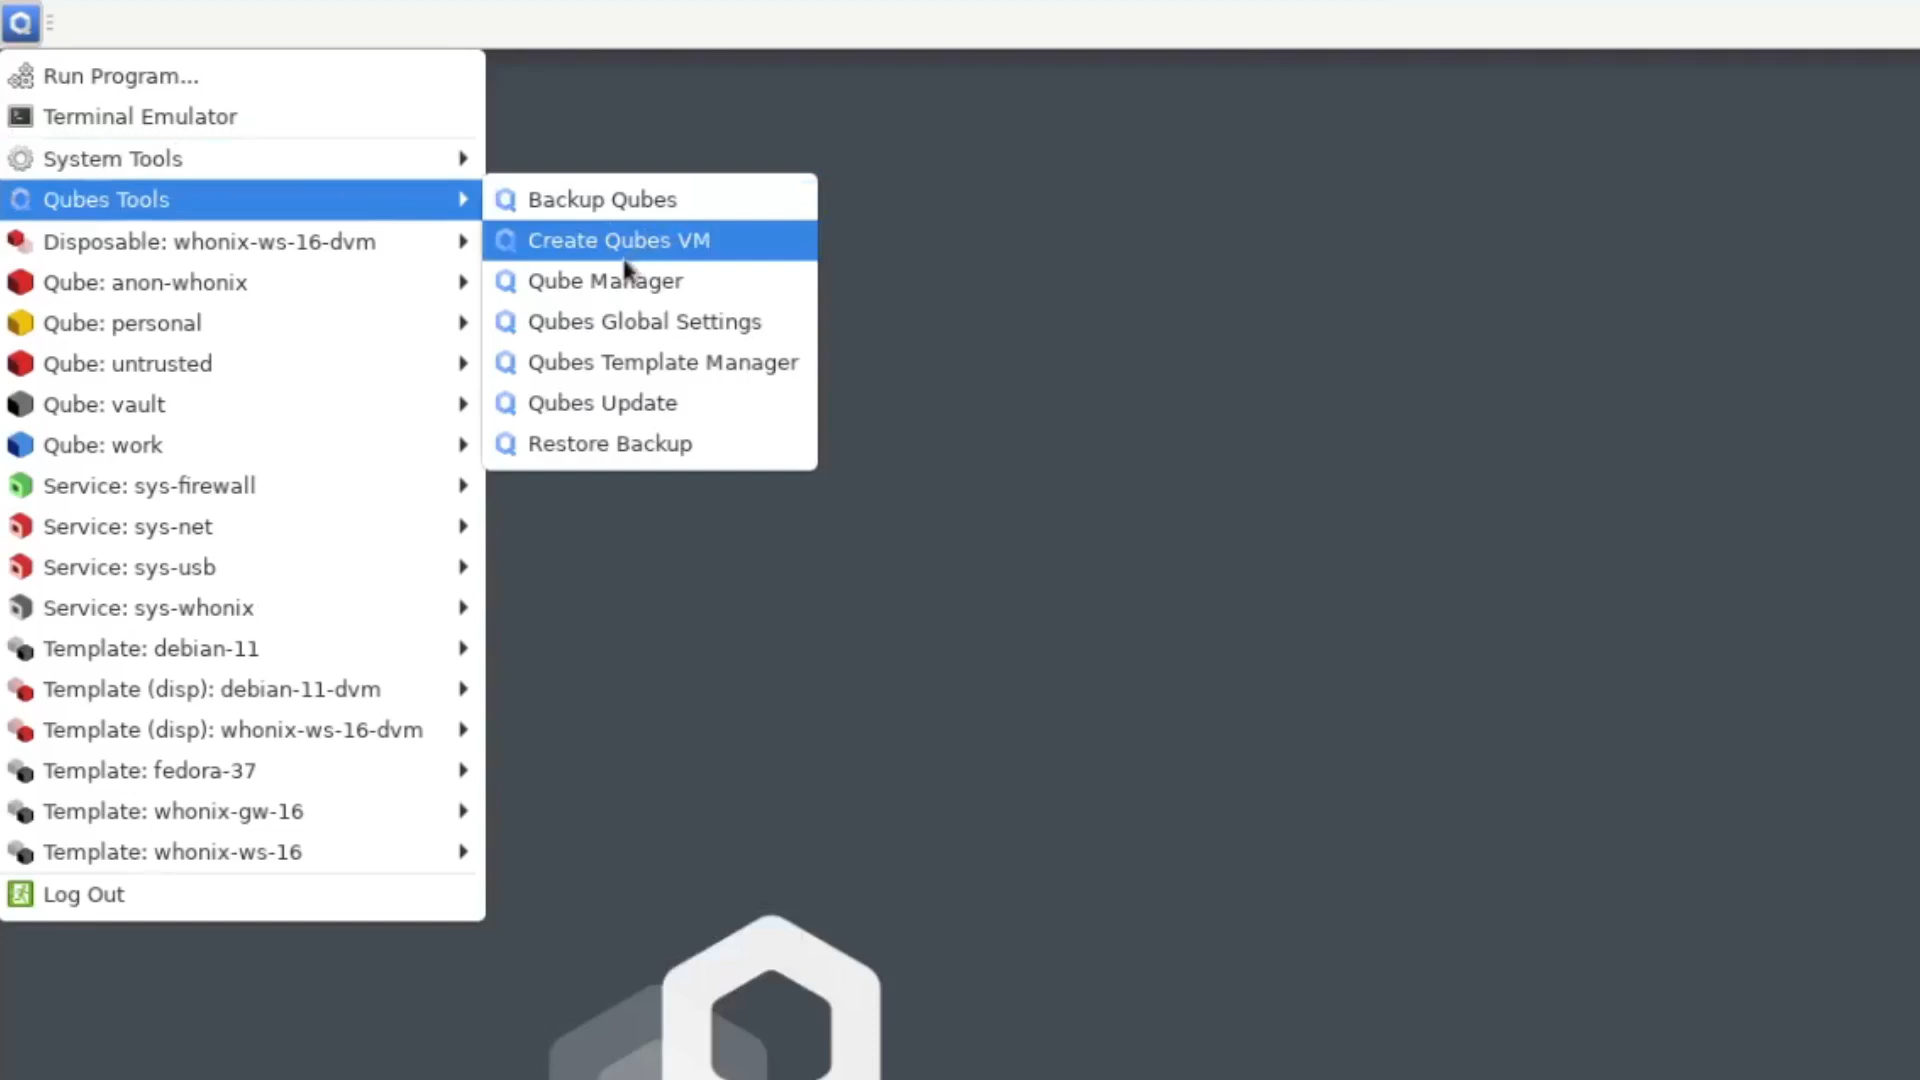 Run Program...
Terminal Emulator
System Tools
Qubes Tools
Disposable: whonix-ws-16-dvm
Qube: anon-whonix
Qube: personal
Qube: untrusted
Qube: vault
Qube: work
Service: sys-firewall
Service: sys-net
Service: sys-usb
Service: sys-whonix
Template: debian-11
Template (disp): debian-11-dvm
Template (disp): whonix-ws-16-dvm
Template: fedora-37
Template: whonix-gw-16
Template: whonix-ws-16
Log Out
Backup Qubes
Create Qubes VM
Qube Manager
Qubes Global Settings
Qubes Template Manager
Qubes Update
Restore Backup